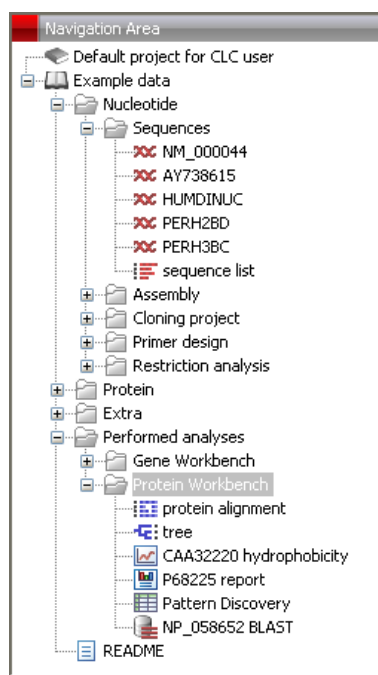 Navigation Area
Default project for CLC user
Example data
Nucleotide
Sequences
NM_000044
AY738615
HUMDINUC
PERH2BD
PERH3BC
sequence list
Assembly
Cloning project
Primer design
Restriction analysis
Protein
Extra
Performed analyses
Gene Workbench
Protein Workbench
protein alignment
tree
CAA32220 hydrophobicity
P68225 report
Pattern Discovery
NP_058652 BLAST
README